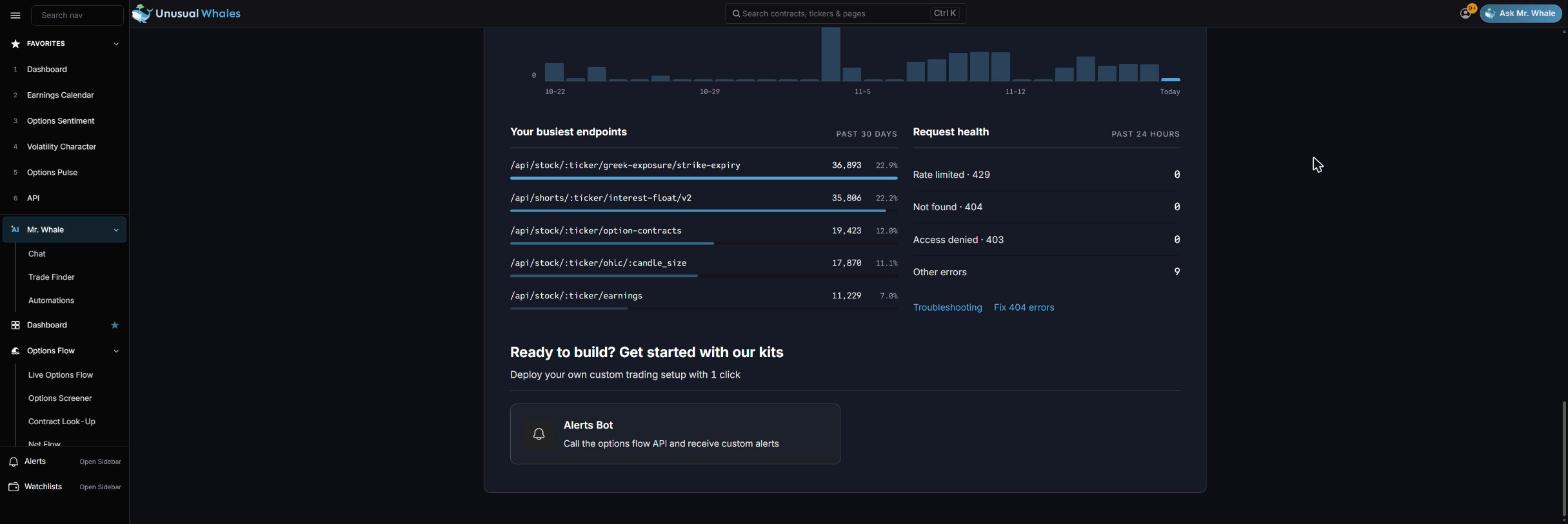 Search nav
Unusual Whales
Search contracts, tickers & pages
Ctrl K
9+
Ask Mr. Whale
FAVORITES
1 Dashboard
2 Earnings Calendar
3 Options Sentiment
4 Volatility Character
5 Options Pulse
6 API
AI Mr. Whale
Chat
Trade Finder
Automations
Dashboard
Options Flow
Live Options Flow
Options Screener
Contract Look-Up
Net Flow
Alerts Open Sidebar
Watchlists Open Sidebar
0
10-22 10-29 11-5 11-12 Today
Your busiest endpoints PAST 30 DAYS
/api/stock/:ticker/greek-exposure/strike-expiry 36,893 22.9%
/api/shorts/:ticker/interest-float/v2 35,806 22.2%
/api/stock/:ticker/option-contracts 19,423 12.0%
/api/stock/:ticker/ohlc/:candle_size 17,870 11.1%
/api/stock/:ticker/earnings 11,229 7.0%
Request health PAST 24 HOURS
Rate limited · 429 0
Not found · 404 0
Access denied · 403 0
Other errors 9
Troubleshooting Fix 404 errors
Ready to build? Get started with our kits
Deploy your own custom trading setup with 1 click
Alerts Bot
Call the options flow API and receive custom alerts